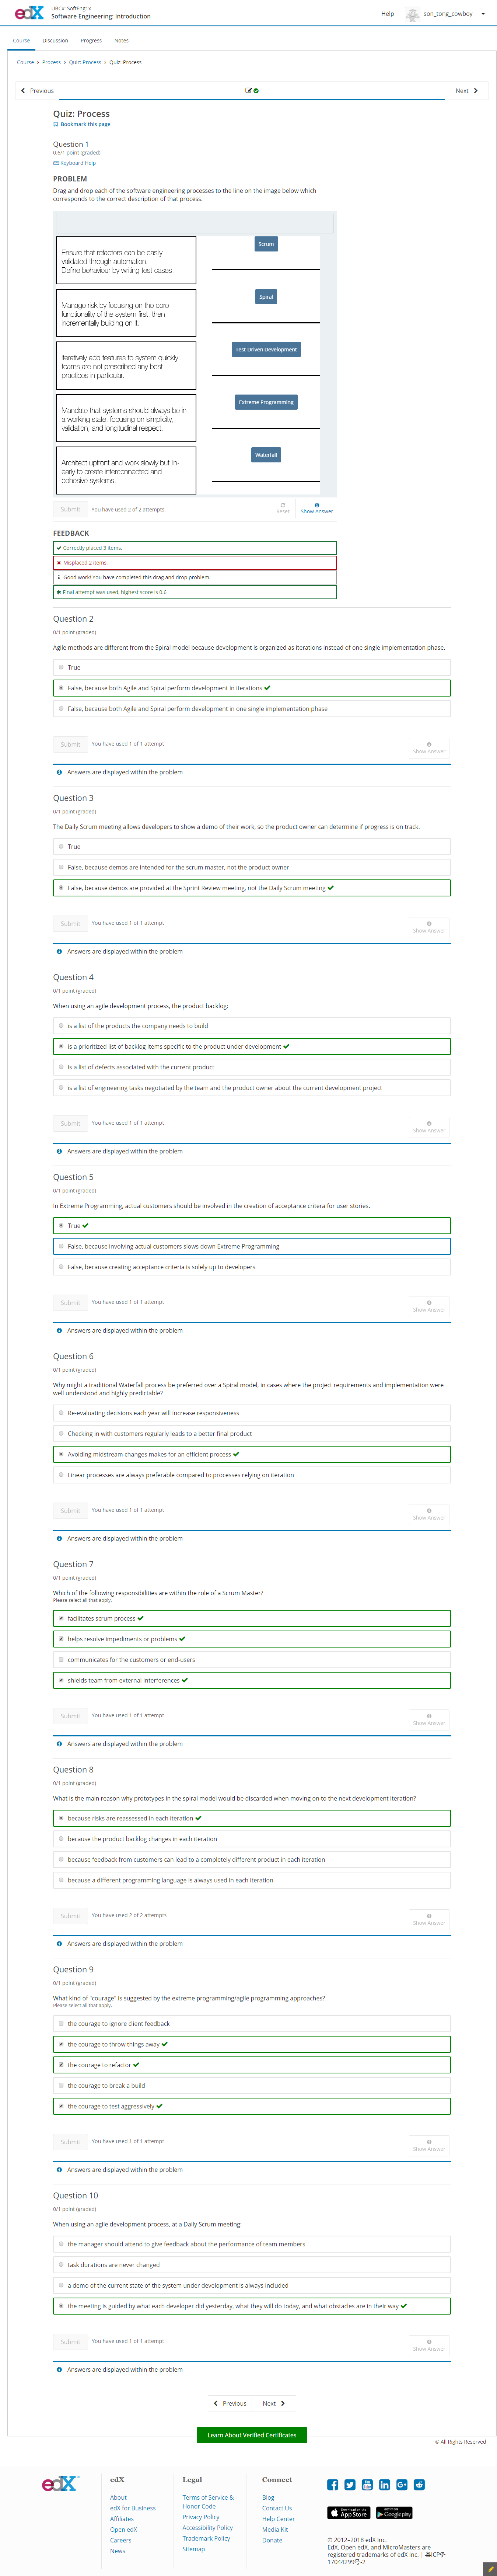 edX
UBCx: SoftEng1x
Software Engineering: Introduction
Help
son_tong_cowboy
Course
Discussion
Progress
Notes
Course > Process > Quiz: Process > Quiz: Process
Previous
Next
Quiz: Process
Bookmark this page
Question 1
0.6/1 point (graded)
Keyboard Help
PROBLEM
Drag and drop each of the software engineering processes to the line on the image below which
corresponds to the correct description of that process.
Ensure that refactors can be easily
validated through automation.
Define behaviour by writing test cases.
Scrum
Manage risk by focusing on the core
functionality of the system first, then
incrementally building on it.
Spiral
Iteratively add features to system quickly;
teams are not prescribed any best
practices in particular.
Test-Driven Development
Mandate that systems should always be in
a working state, focusing on simplicity,
validation, and longitudinal respect.
Extreme Programming
Architect upfront and work slowly but lin-
early to create interconnected and
cohesive systems.
Waterfall
Submit
You have used 2 of 2 attempts.
Reset
Show Answer
FEEDBACK
Correctly placed 3 items.
Misplaced 2 items.
Good work! You have completed this drag and drop problem.
Final attempt was used, highest score is 0.6
Question 2
0/1 point (graded)
Agile methods are different from the Spiral model because development is organized as iterations instead of one single implementation phase.
True
False, because both Agile and Spiral perform development in iterations
False, because both Agile and Spiral perform development in one single implementation phase
Submit
You have used 1 of 1 attempt
Show Answer
Answers are displayed within the problem
Question 3
0/1 point (graded)
The Daily Scrum meeting allows developers to show a demo of their work, so the product owner can determine if progress is on track.
True
False, because demos are intended for the scrum master, not the product owner
False, because demos are provided at the Sprint Review meeting, not the Daily Scrum meeting
Submit
You have used 1 of 1 attempt
Show Answer
Answers are displayed within the problem
Question 4
0/1 point (graded)
When using an agile development process, the product backlog:
is a list of the products the company needs to build
is a prioritized list of backlog items specific to the product under development
is a list of defects associated with the current product
is a list of engineering tasks negotiated by the team and the product owner about the current development project
Submit
You have used 1 of 1 attempt
Show Answer
Answers are displayed within the problem
Question 5
0/1 point (graded)
In Extreme Programming, actual customers should be involved in the creation of acceptance critera for user stories.
True
False, because involving actual customers slows down Extreme Programming
False, because creating acceptance criteria is solely up to developers
Submit
You have used 1 of 1 attempt
Show Answer
Answers are displayed within the problem
Question 6
0/1 point (graded)
Why might a traditional Waterfall process be preferred over a Spiral model, in cases where the project requirements and implementation were
well understood and highly predictable?
Re-evaluating decisions each year will increase responsiveness
Checking in with customers regularly leads to a better final product
Avoiding midstream changes makes for an efficient process
Linear processes are always preferable compared to processes relying on iteration
Submit
You have used 1 of 1 attempt
Show Answer
Answers are displayed within the problem
Question 7
0/1 point (graded)
Which of the following responsibilities are within the role of a Scrum Master?
Please select all that apply.
facilitates scrum process
helps resolve impediments or problems
communicates for the customers or end-users
shields team from external interferences
Submit
You have used 1 of 1 attempt
Show Answer
Answers are displayed within the problem
Question 8
0/1 point (graded)
What is the main reason why prototypes in the spiral model would be discarded when moving on to the next development iteration?
because risks are reassessed in each iteration
because the product backlog changes in each iteration
because feedback from customers can lead to a completely different product in each iteration
because a different programming language is always used in each iteration
Submit
You have used 2 of 2 attempts
Show Answer
Answers are displayed within the problem
Question 9
0/1 point (graded)
What kind of "courage" is suggested by the extreme programming/agile programming approaches?
Please select all that apply.
the courage to ignore client feedback
the courage to throw things away
the courage to refactor
the courage to break a build
the courage to test aggressively
Submit
You have used 1 of 1 attempt
Show Answer
Answers are displayed within the problem
Question 10
0/1 point (graded)
When using an agile development process, at a Daily Scrum meeting:
the manager should attend to give feedback about the performance of team members
task durations are never changed
a demo of the current state of the system under development is always included
the meeting is guided by what each developer did yesterday, what they will do today, and what obstacles are in their way
Submit
You have used 1 of 1 attempt
Show Answer
Answers are displayed within the problem
Previous
Next
Learn About Verified Certificates
© All Rights Reserved
edX
edX
About
edX for Business
Affiliates
Open edX
Careers
News
Legal
Terms of Service &
Honor Code
Privacy Policy
Accessibility Policy
Trademark Policy
Sitemap
Connect
Blog
Contact Us
Help Center
Media Kit
Donate
Download on the
App Store
GET IT ON
Google play
© 2012–2018 edX Inc.
EdX, Open edX, and MicroMasters are
registered trademarks of edX Inc. | 粤ICP备
17044299号-2